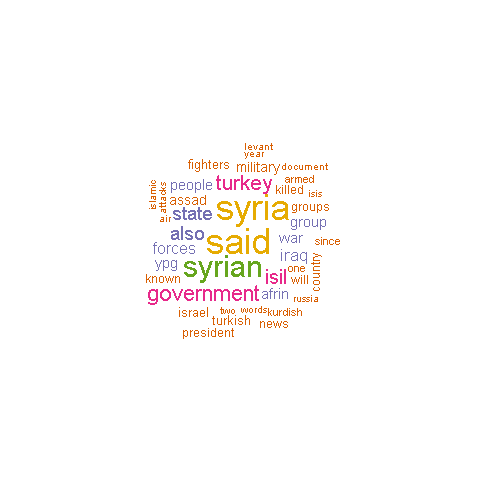 levant
year
fighters military document
islamic attacks people turkey killed armed isis
assad syria groups
air state group
also said war since
forces iraq
ypg syrian isil one country
known will
government afrin russia
israel two words kurdish
turkish news
president